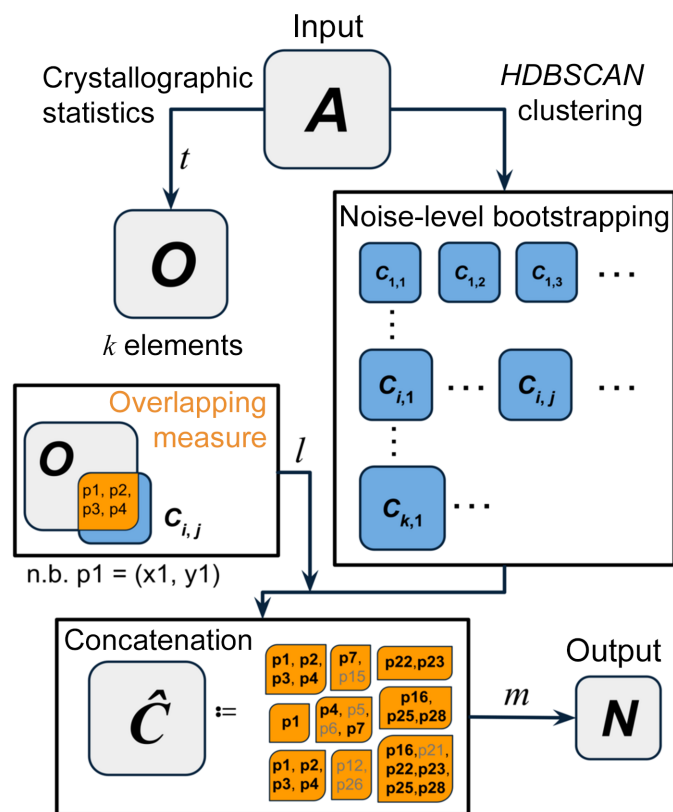 Input
Crystallographic
statistics
A
HDBSCAN
clustering
t
O
k elements
Noise-level bootstrapping
C1,1 C1,2 C1,3 ...
...
Ci,1 ... Ci,j ...
...
Ck,1 ...
Overlapping
measure
O
p1, p2,
p3, p4
Ci,j
l
n.b. p1 = (x1, y1)
Concatenation
Ĉ :=
p1, p2,
p3, p4
p7,
p15
p22,p23
p1
p4, p5,
p6, p7
p16,
p25,p28
p1, p2,
p3, p4
p12,
p26
p16,p21,
p22,p23,
p25,p28
m
Output
N